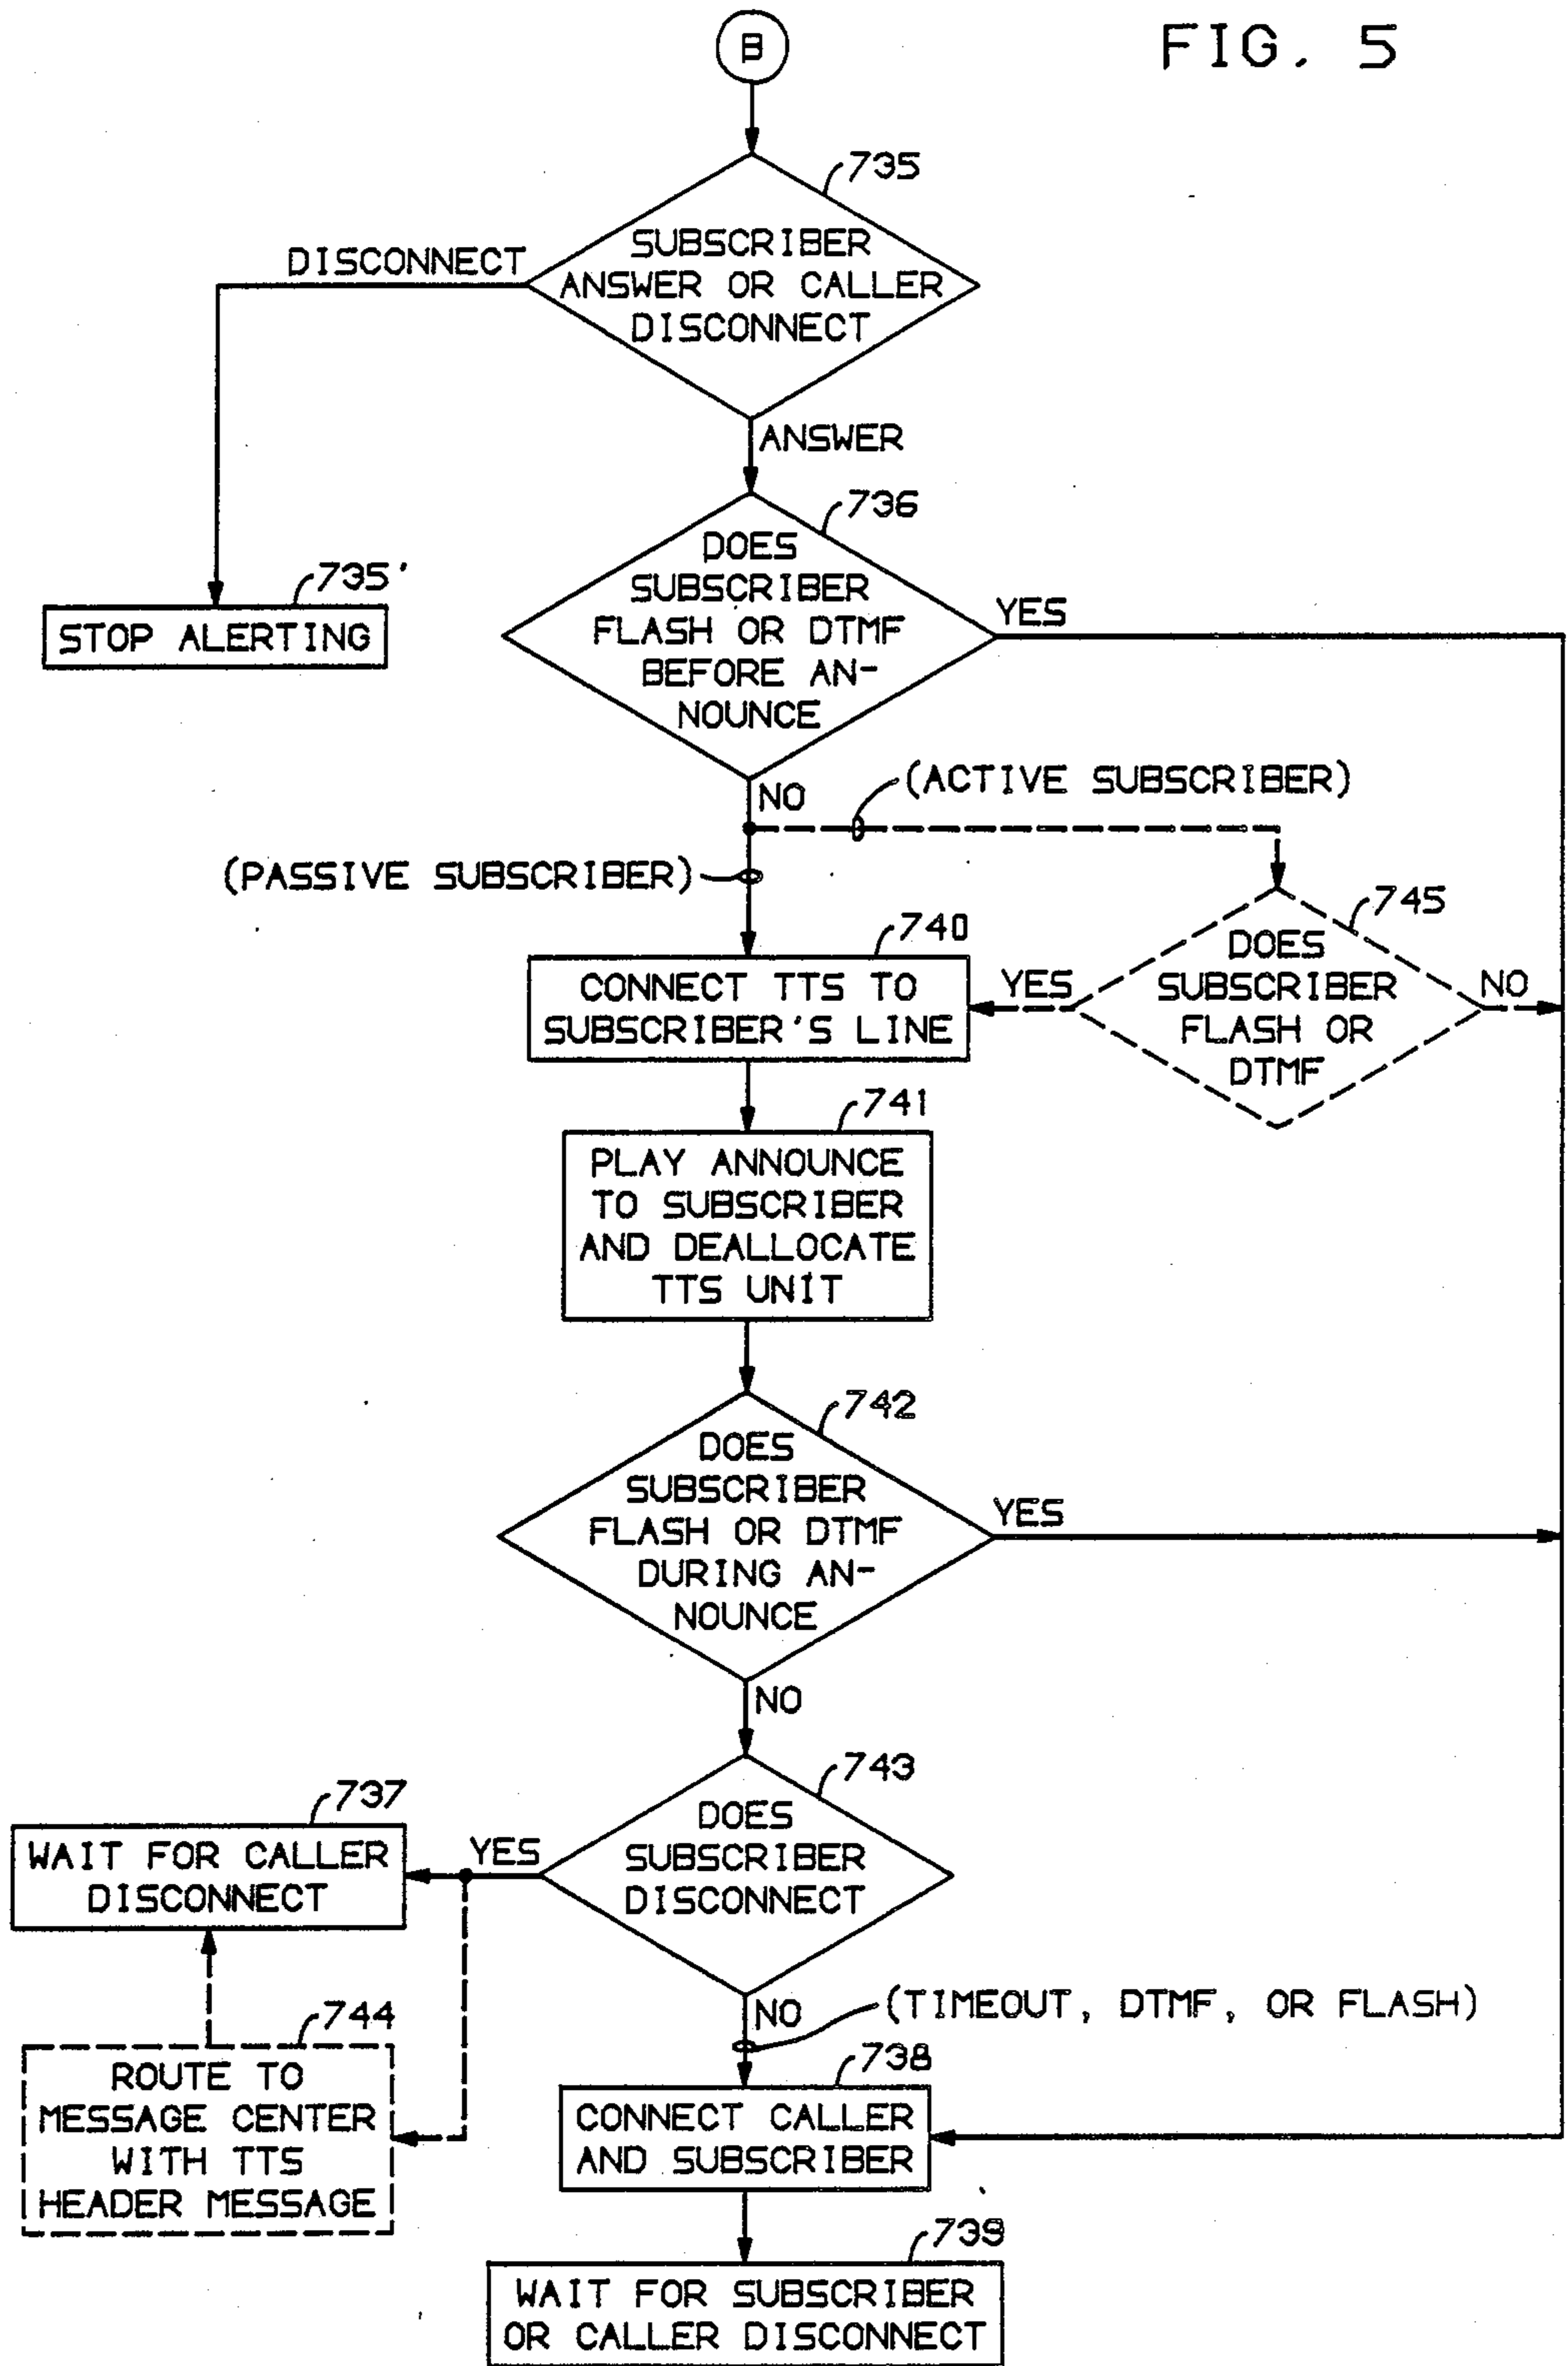 FIG. 5
B
735
SUBSCRIBER
ANSWER OR CALLER
DISCONNECT
DISCONNECT
ANSWER
735'
STOP ALERTING
736
DOES
SUBSCRIBER
FLASH OR DTMF
BEFORE AN-
NOUNCE
YES
NO
(ACTIVE SUBSCRIBER)
(PASSIVE SUBSCRIBER)
740
CONNECT TTS TO
SUBSCRIBER'S LINE
745
DOES
SUBSCRIBER
FLASH OR
DTMF
YES
NO
741
PLAY ANNOUNCE
TO SUBSCRIBER
AND DEALLOCATE
TTS UNIT
742
DOES
SUBSCRIBER
FLASH OR DTMF
DURING AN-
NOUNCE
YES
NO
743
DOES
SUBSCRIBER
DISCONNECT
YES
737
WAIT FOR CALLER
DISCONNECT
744
ROUTE TO
MESSAGE CENTER
WITH TTS
HEADER MESSAGE
NO
(TIMEOUT, DTMF, OR FLASH)
738
CONNECT CALLER
AND SUBSCRIBER
739
WAIT FOR SUBSCRIBER
OR CALLER DISCONNECT